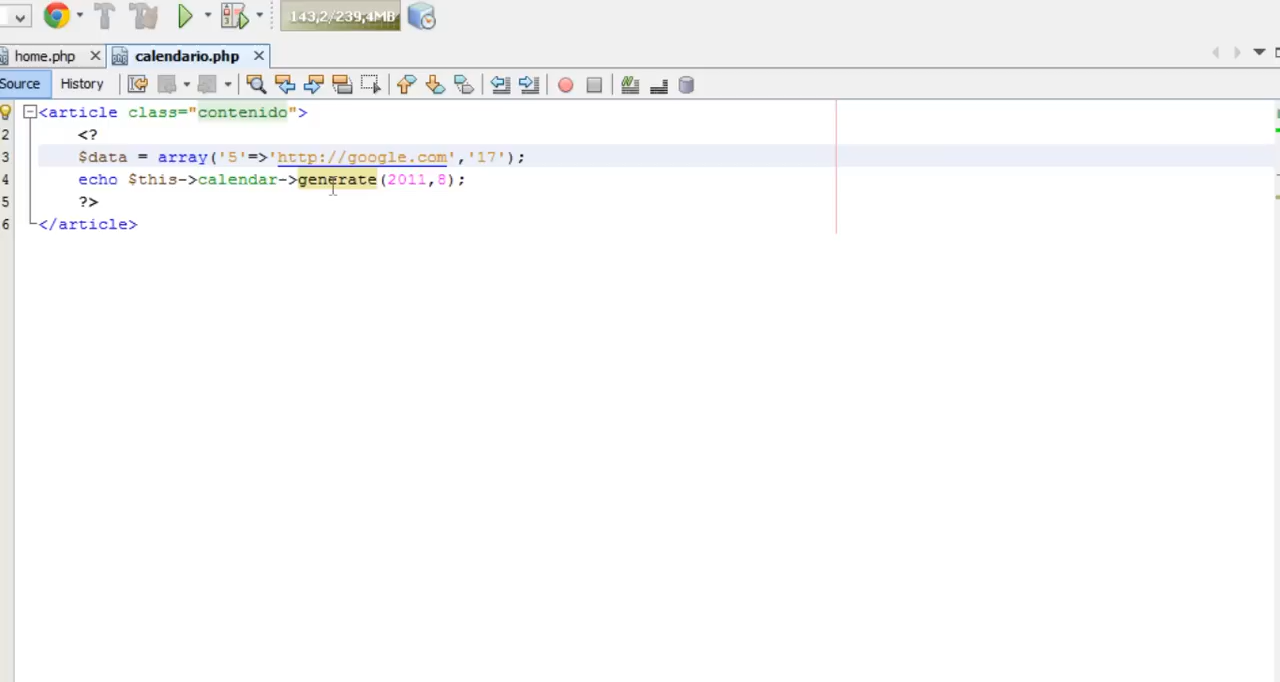 143,2/239,4MB
home.php calendario.php
Source History
<article class="contenido">
2 <?
3 $data = array('5'=>'http://google.com','17');
4 echo $this->calendar->generate(2011,8);
5 ?>
6 </article>